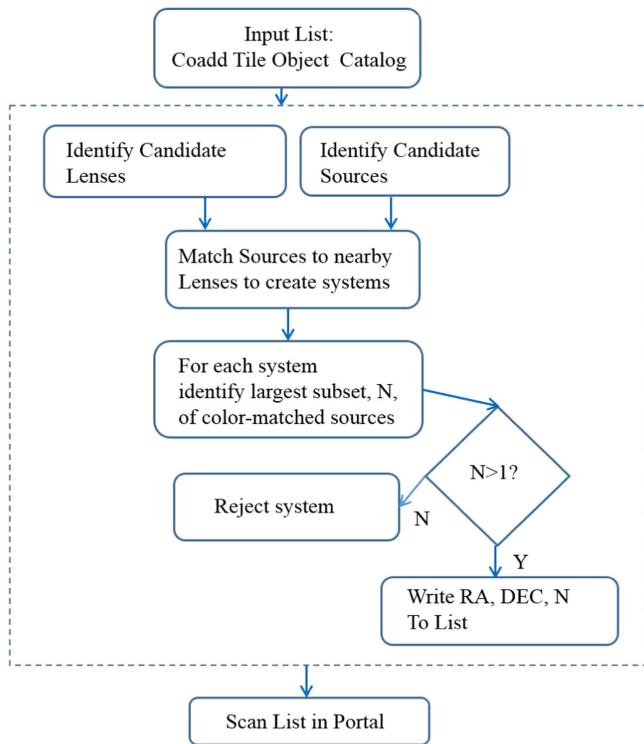 Input List:
Coadd Tile Object Catalog
Identify Candidate
Lenses
Identify Candidate
Sources
Match Sources to nearby
Lenses to create systems
For each system
identify largest subset, N,
of color-matched sources
N>1?
Reject system
N
Y
Write RA, DEC, N
To List
Scan List in Portal